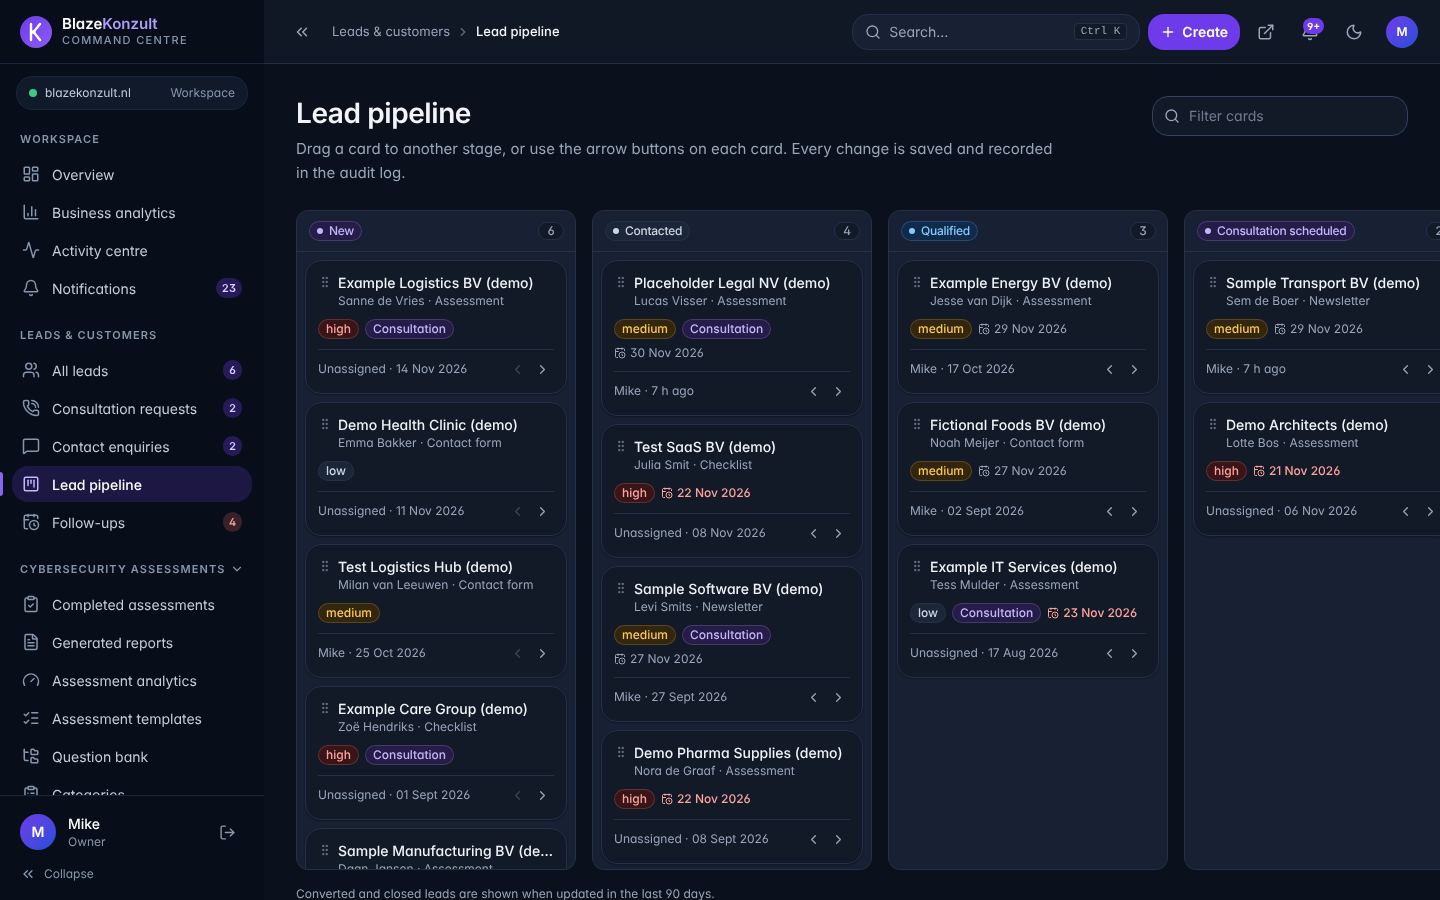 BlazeKonzult
COMMAND CENTRE
Leads & customers
Lead pipeline
Search...
Ctrl K
Create
9+
M
blazekonzult.nl
Workspace
WORKSPACE
Overview
Business analytics
Activity centre
Notifications
23
LEADS & CUSTOMERS
All leads
6
Consultation requests
2
Contact enquiries
2
Lead pipeline
Follow-ups
4
CYBERSECURITY ASSESSMENTS
Completed assessments
Generated reports
Assessment analytics
Assessment templates
Question bank
Categories
M
Mike
Owner
Collapse
Lead pipeline
Drag a card to another stage, or use the arrow buttons on each card. Every change is saved and recorded
in the audit log.
Filter cards
New
6
Example Logistics BV (demo)
Sanne de Vries · Assessment
high
Consultation
Unassigned · 14 Nov 2026
Demo Health Clinic (demo)
Emma Bakker · Contact form
low
Unassigned · 11 Nov 2026
Test Logistics Hub (demo)
Milan van Leeuwen · Contact form
medium
Mike · 25 Oct 2026
Example Care Group (demo)
Zoë Hendriks · Checklist
high
Consultation
Unassigned · 01 Sept 2026
Sample Manufacturing BV (de...
Daan Jansen · Assessment
Contacted
4
Placeholder Legal NV (demo)
Lucas Visser · Assessment
medium
Consultation
30 Nov 2026
Mike · 7 h ago
Test SaaS BV (demo)
Julia Smit · Checklist
high
22 Nov 2026
Unassigned · 08 Nov 2026
Sample Software BV (demo)
Levi Smits · Newsletter
medium
Consultation
27 Nov 2026
Mike · 27 Sept 2026
Demo Pharma Supplies (demo)
Nora de Graaf · Assessment
high
22 Nov 2026
Unassigned · 08 Sept 2026
Qualified
3
Example Energy BV (demo)
Jesse van Dijk · Assessment
medium
29 Nov 2026
Mike · 17 Oct 2026
Fictional Foods BV (demo)
Noah Meijer · Contact form
medium
27 Nov 2026
Mike · 02 Sept 2026
Example IT Services (demo)
Tess Mulder · Assessment
low
Consultation
23 Nov 2026
Unassigned · 17 Aug 2026
Consultation scheduled
2
Sample Transport BV (demo)
Sem de Boer · Newsletter
medium
29 Nov 2026
Mike · 7 h ago
Demo Architects (demo)
Lotte Bos · Assessment
high
21 Nov 2026
Unassigned · 06 Nov 2026
Converted and closed leads are shown when updated in the last 90 days.